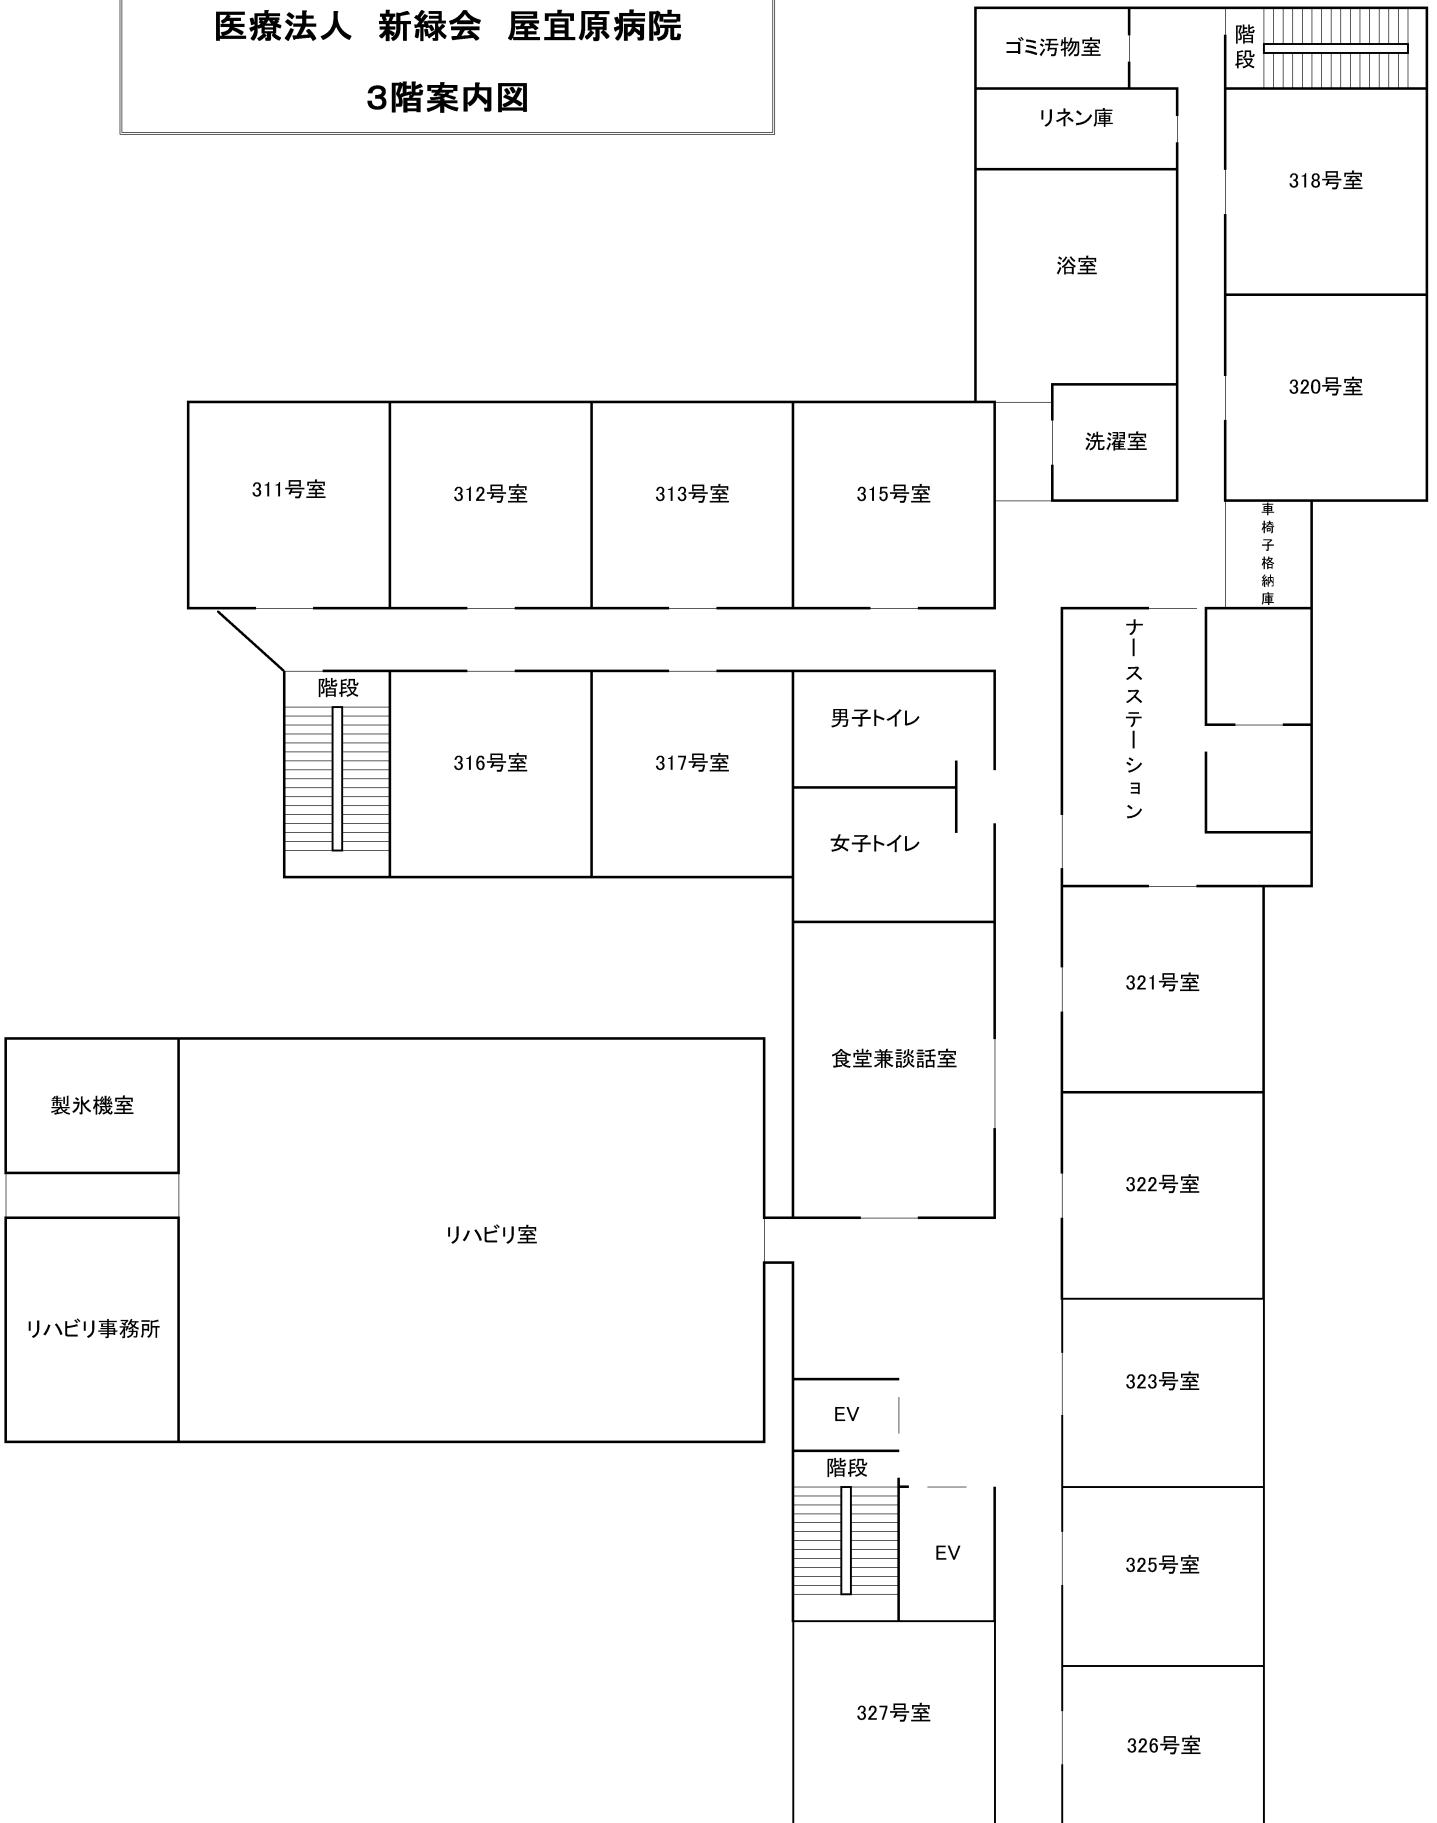 医療法人　新緑会　屋宜原病院
３階案内図
ゴミ汚物室
階段
リネン庫
318号室
浴室
320号室
洗濯室
311号室
312号室
313号室
315号室
車椅子格納庫
ナースステーション
階段
316号室
317号室
男子トイレ
女子トイレ
321号室
食堂兼談話室
製氷機室
322号室
リハビリ室
リハビリ事務所
323号室
EV
階段
EV
325号室
327号室
326号室